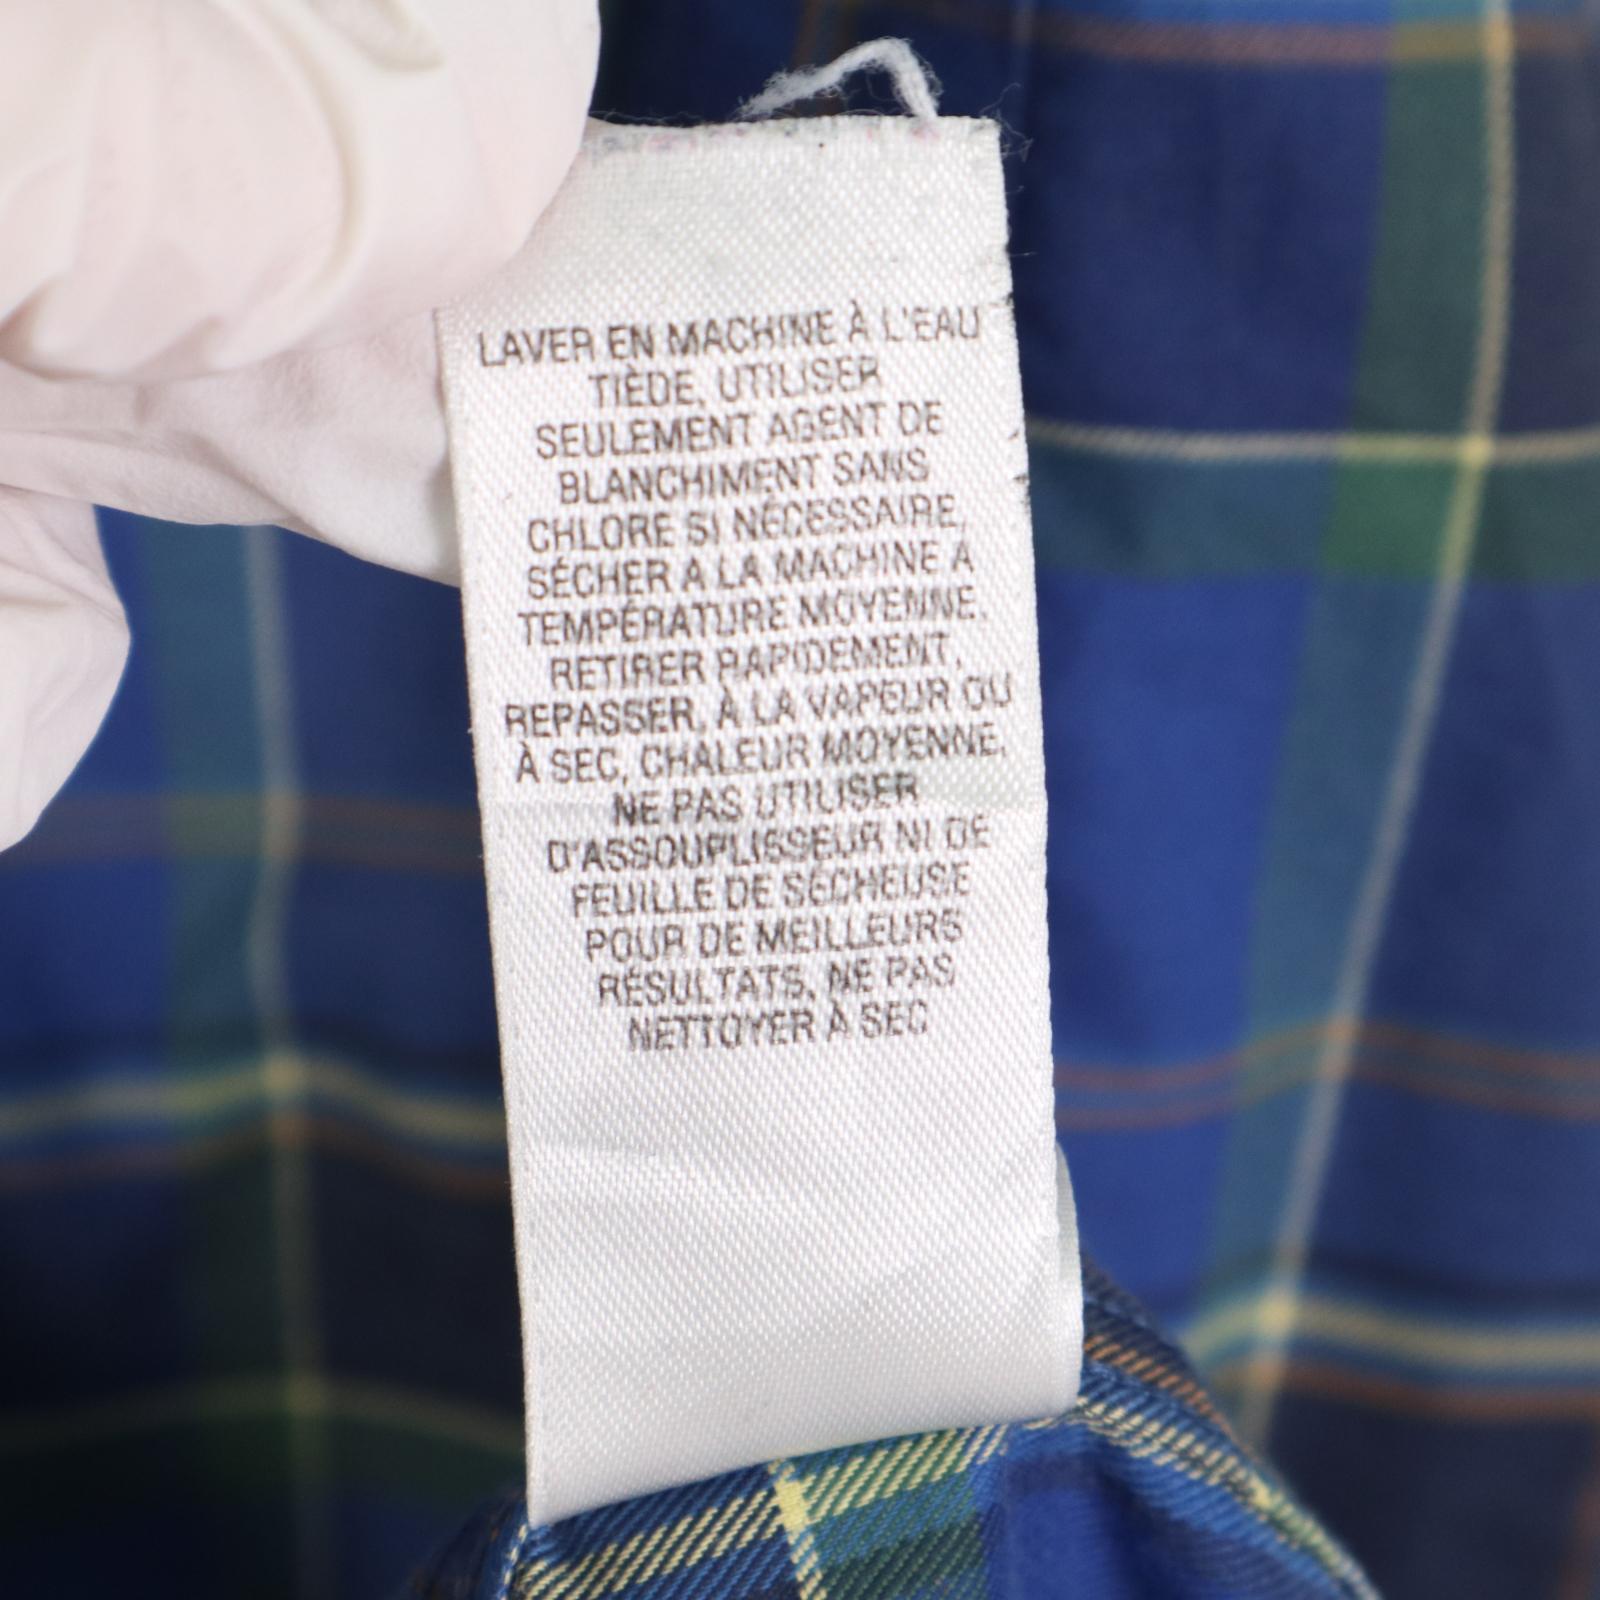 LAVER EN MACHINE À L'EAU
TIÈDE, UTILISER
SEULEMENT AGENT DE
BLANCHIMENT SANS
CHLORE SI NÉCESSAIRE,
SÉCHER A LA MACHINE A
TEMPÉRATURE MOYENNE,
RETIRER RAPIDEMENT,
REPASSER, À LA VAPEUR OU
À SEC, CHALEUR MOYENNE,
NE PAS UTILISER
D'ASSOUPLISSEUR NI DE
FEUILLE DE SÉCHEUSE
POUR DE MEILLEURS
RÉSULTATS, NE PAS
NETTOYER À SEC